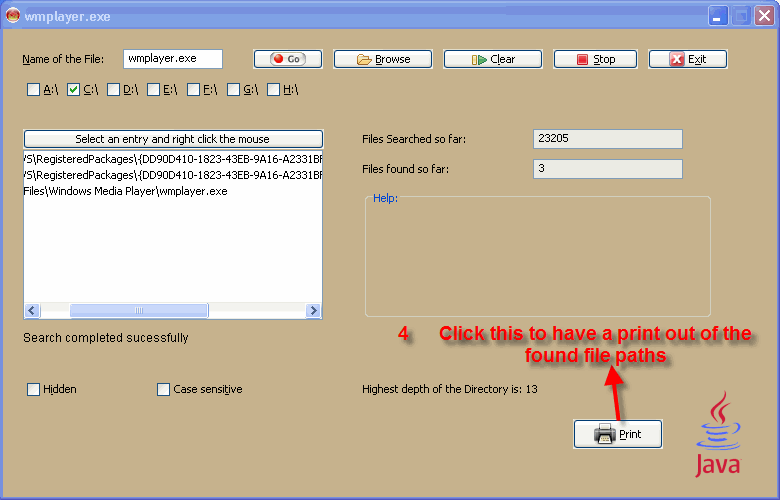 wmplayer.exe
Name of the File: wmplayer.exe Go Browse Clear Stop Exit
A:\ C:\ D:\ E:\ F:\ G:\ H:\
Select an entry and right click the mouse
/S\RegisteredPackages\{DD90D410-1823-43EB-9A16-A2331BF
/S\RegisteredPackages\{DD90D410-1823-43EB-9A16-A2331BF
Files\Windows Media Player\wmplayer.exe
Search completed sucessfully
Files Searched so far: 23205
Files found so far: 3
Help:
4 Click this to have a print out of the
found file paths
Hidden Case sensitive Highest depth of the Directory is: 13
Print
Java